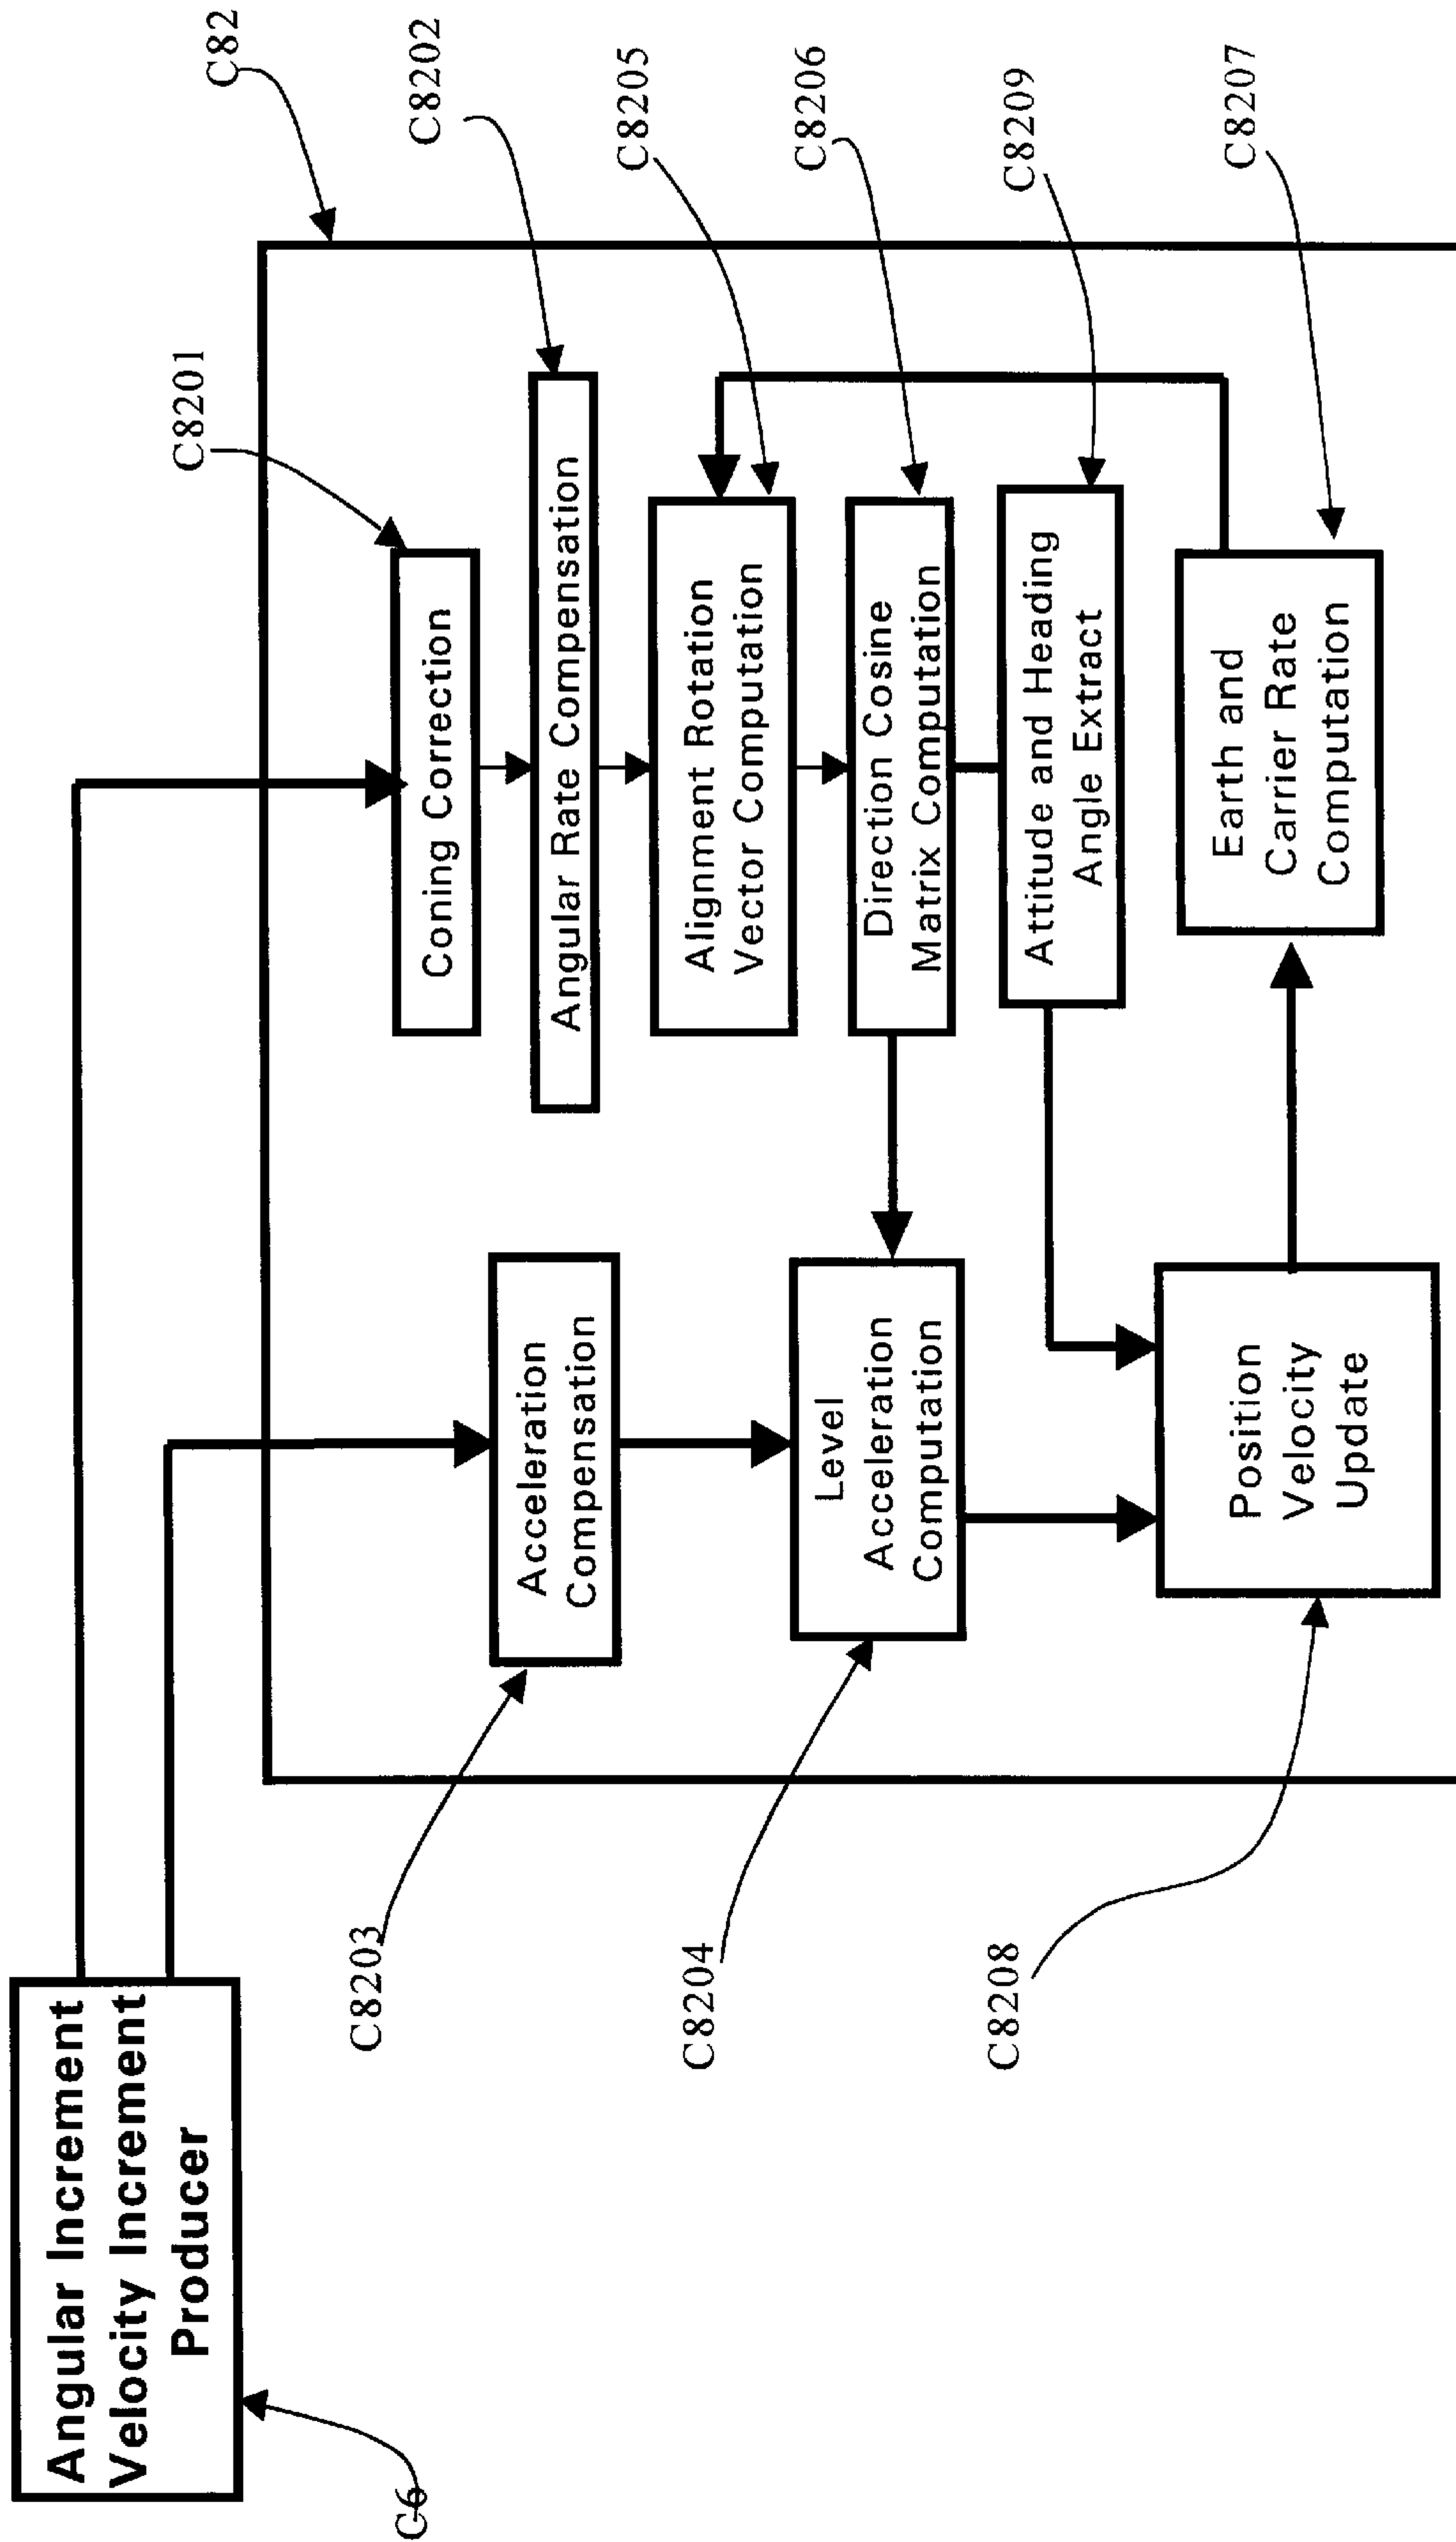 Angular Increment
Velocity Increment
Producer
C6
C82
C8201
Coning Correction
C8202
Angular Rate Compensation
C8203
Acceleration
Compensation
C8205
Alignment Rotation
Vector Computation
C8204
Level
Acceleration
Computation
C8206
Direction Cosine
Matrix Computation
C8209
Attitude and Heading
Angle Extract
C8208
Position
Velocity
Update
C8207
Earth and
Carrier Rate
Computation